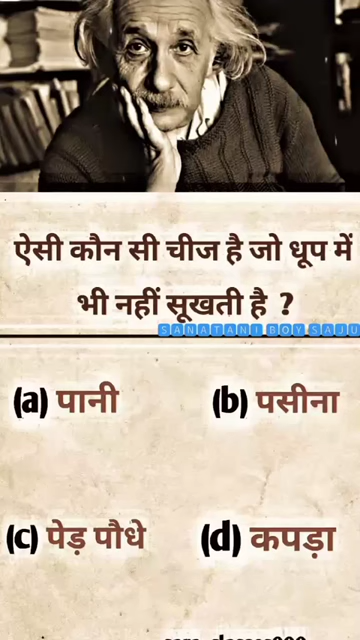 ऐसी कौन सी चीज है जो धूप में
भी नहीं सूखती है ?
SANATANI BOY SAJU
(a) पानी
(b) पसीना
(c) पेड़ पौधे
(d) कपड़ा